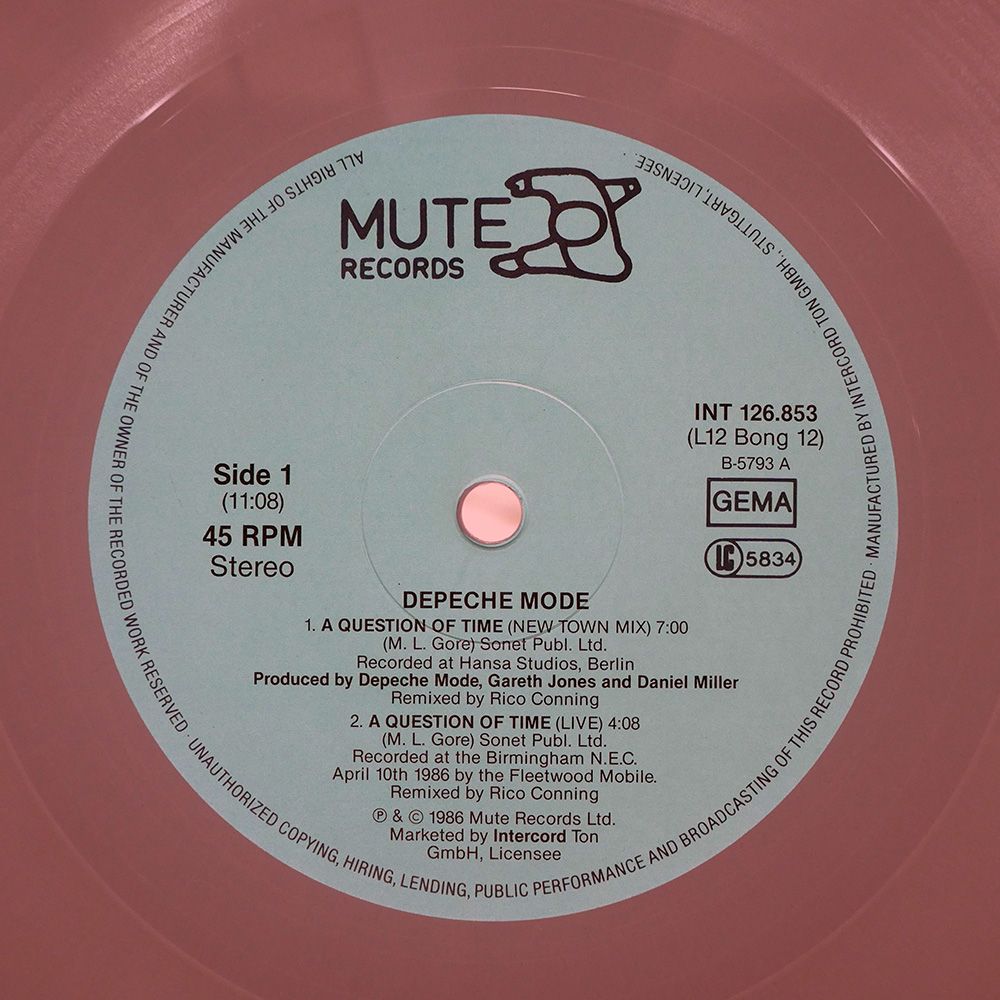 MUTE
RECORDS
INT 126.853
(L12 Bong 12)
B-5793 A
GEMA
LC 5834
Side 1
(11:08)
45 RPM
Stereo
DEPECHE MODE
1. A QUESTION OF TIME (NEW TOWN MIX) 7:00
(M. L. Gore) Sonet Publ. Ltd.
Recorded at Hansa Studios, Berlin
Produced by Depeche Mode, Gareth Jones and Daniel Miller
Remixed by Rico Conning
2. A QUESTION OF TIME (LIVE) 4:08
(M. L. Gore) Sonet Publ. Ltd.
Recorded at the Birmingham N.E.C.
April 10th 1986 by the Fleetwood Mobile.
Remixed by Rico Conning
℗ & © 1986 Mute Records Ltd.
Marketed by Intercord Ton
GmbH, Licensee
ALL RIGHTS OF THE MANUFACTURER AND OF THE OWNER OF THE RECORDED WORK RESERVED · UNAUTHORIZED COPYING, HIRING, LENDING, PUBLIC PERFORMANCE AND BROADCASTING OF THIS RECORD PROHIBITED · MANUFACTURED BY INTERCORD TON GMBH., STUTTGART, LICENSEE